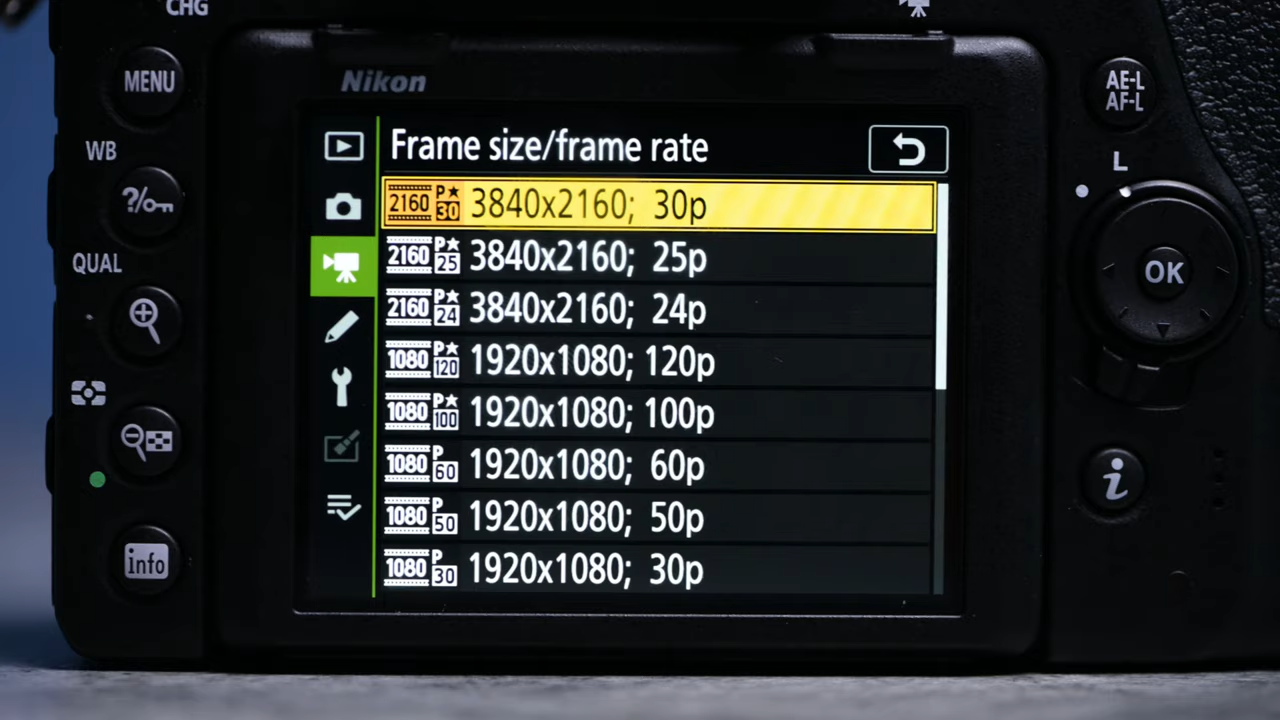 CHG
Nikon
MENU
WB
?/
QUAL
info
Frame size/frame rate
2160 P★ 30 3840x2160; 30p
2160 P★ 25 3840x2160; 25p
2160 P★ 24 3840x2160; 24p
1080 P★ 120 1920x1080; 120p
1080 P★ 100 1920x1080; 100p
1080 P 60 1920x1080; 60p
1080 P 50 1920x1080; 50p
1080 P 30 1920x1080; 30p
AE-L
AF-L
L
OK
i